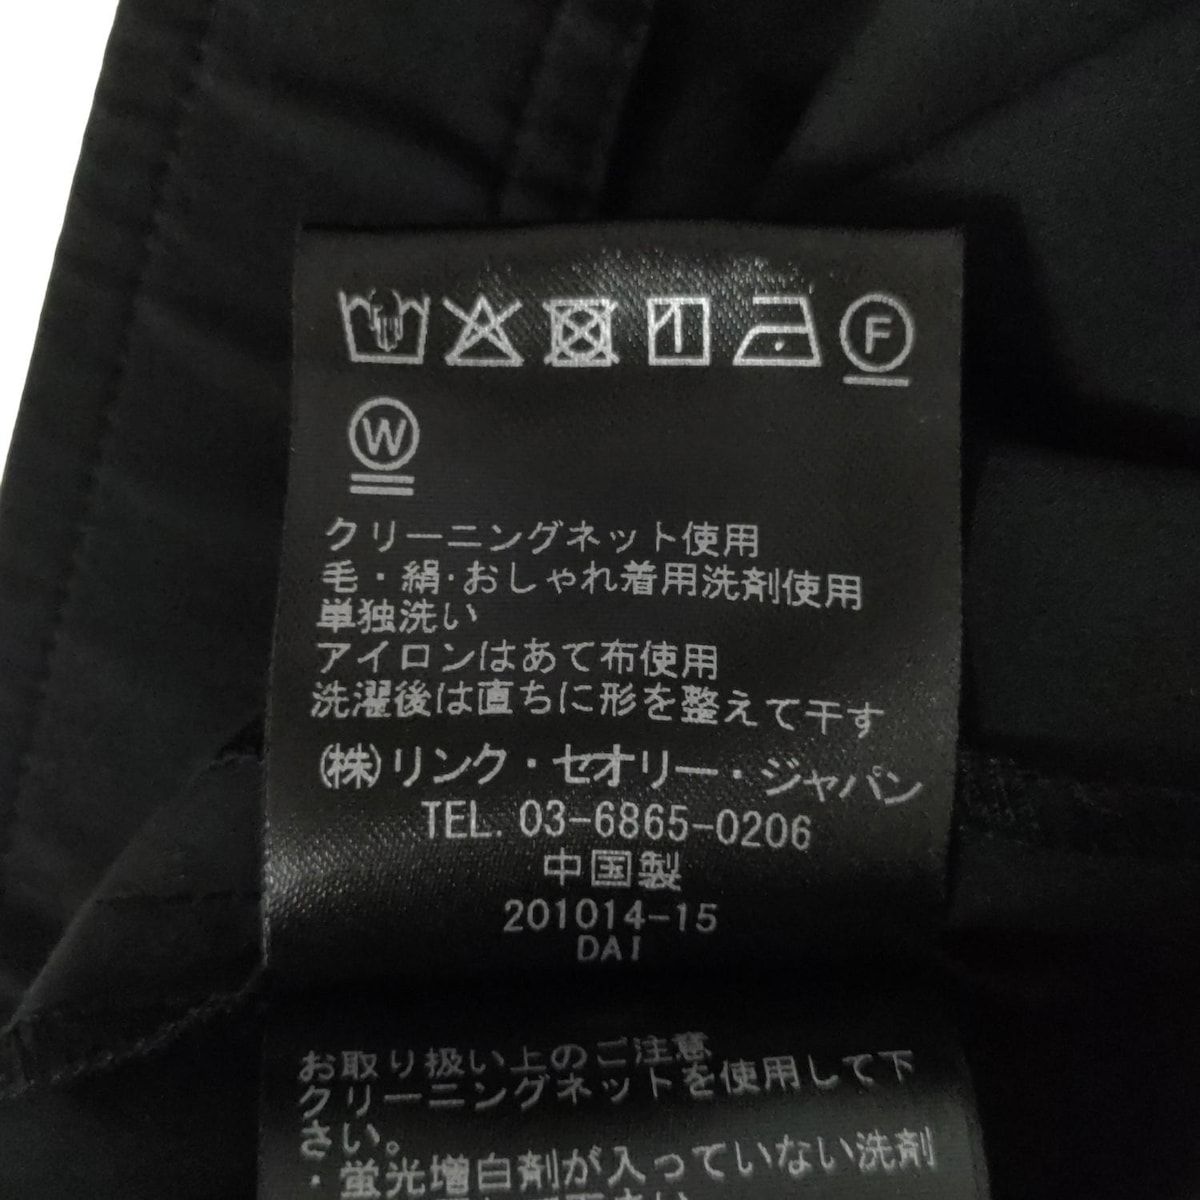 F
W
クリーニングネット使用
毛・絹・おしゃれ着用洗剤使用
単独洗い
アイロンはあて布使用
洗濯後は直ちに形を整えて干す
(株)リンク・セオリー・ジャパン
TEL. 03-6865-0206
中国製
201014-15
DAI
お取り扱い上のご注意
クリーニングネットを使用して下
さい。
・蛍光増白剤が入っていない洗剤